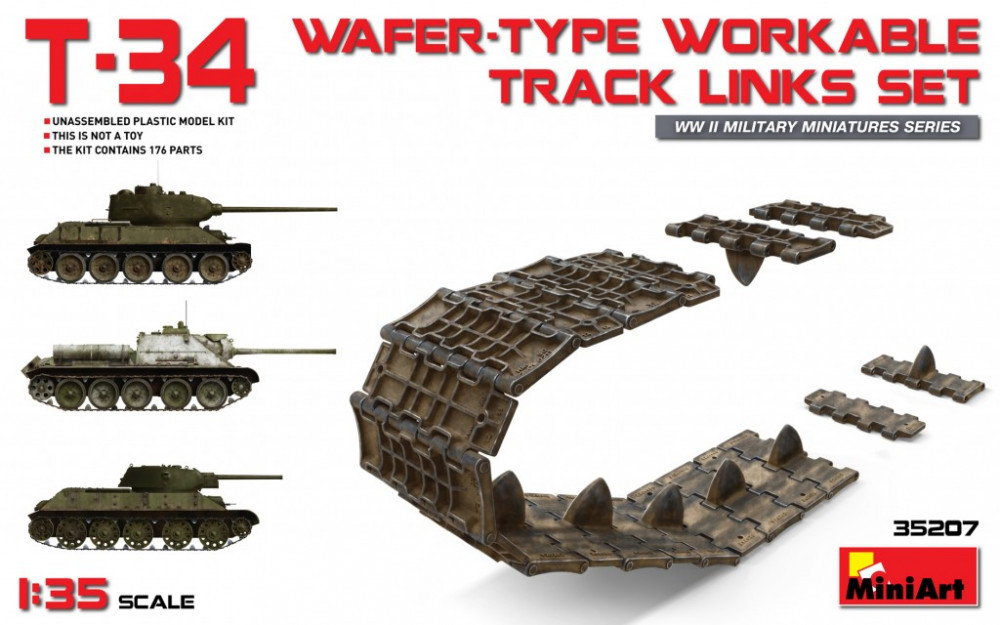 T-34
WAFER-TYPE WORKABLE
TRACK LINKS SET
WW II MILITARY MINIATURES SERIES
UNASSEMBLED PLASTIC MODEL KIT
THIS IS NOT A TOY
THE KIT CONTAINS 176 PARTS
35207
MiniArt
1:35 SCALE